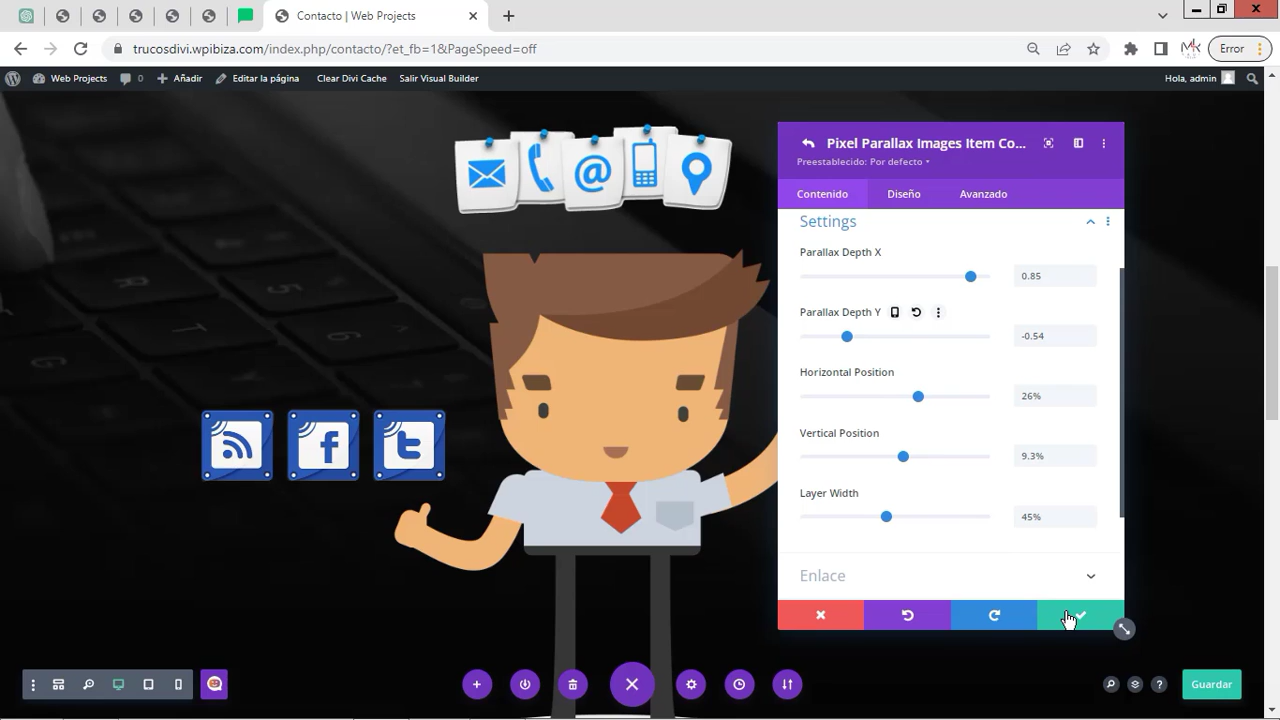 Contacto | Web Projects
trucosdivi.wpibiza.com/index.php/contacto/?et_fb=1&PageSpeed=off
Error
Web Projects
0
Añadir
Editar la página
Clear Divi Cache
Salir Visual Builder
Hola, admin
Pixel Parallax Images Item Co...
Preestablecido: Por defecto
Contenido
Diseño
Avanzado
Settings
Parallax Depth X
0.85
Parallax Depth Y
-0.54
Horizontal Position
26%
Vertical Position
9.3%
Layer Width
45%
Enlace
Guardar